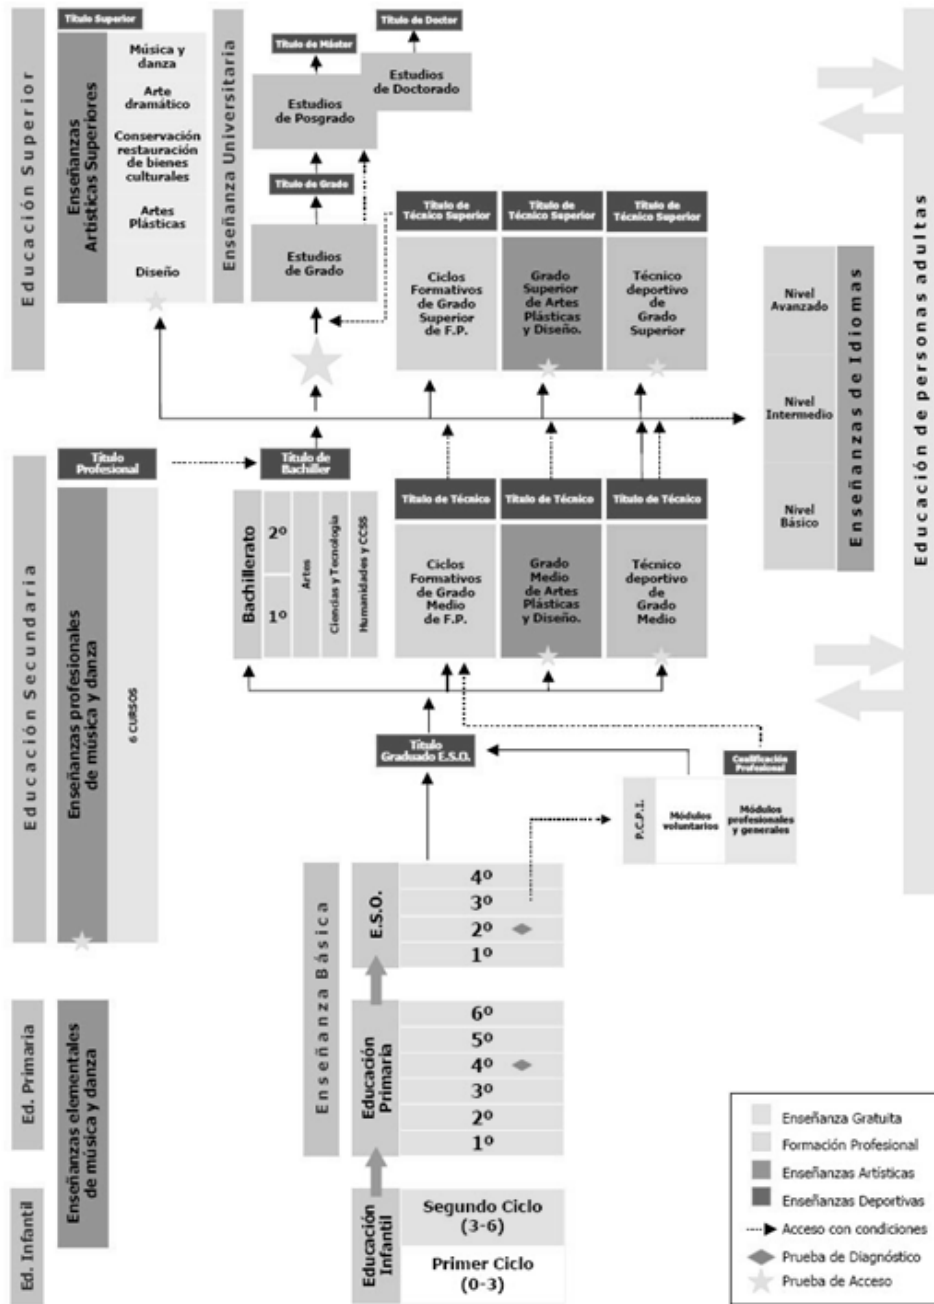 Educación Superior
Título Superior
Enseñanzas
Artísticas Superiores
Música y
danza
Arte
dramático
Conservación
restauración
de bienes
culturales
Artes
Plásticas
Diseño
Enseñanza Universitaria
Título de Máster
Título de Doctor
Estudios
de Posgrado
Estudios
de Doctorado
Título de Grado
Estudios
de Grado
Título de
Técnico Superior
Título de
Técnico Superior
Título de
Técnico Superior
Ciclos
Formativos
de Grado
Superior
de F.P.
Grado
Superior
de Artes
Plásticas
y Diseño.
Técnico
deportivo
de
Grado
Superior
Nivel
Avanzado
Nivel
Intermedio
Nivel
Básico
Enseñanzas de Idiomas
Educación de personas adultas
Educación Secundaria
Título
Profesional
Enseñanzas profesionales
de música y danza
6 CURSOS
Título de
Bachiller
Bachillerato
2º
1º
Artes
Ciencias y Tecnología
Humanidades y CCSS
Título de Técnico
Título de Técnico
Título de Técnico
Ciclos
Formativos
de Grado
Medio
de F.P.
Grado
Medio
de Artes
Plásticas
y Diseño.
Técnico
deportivo
de
Grado
Medio
Título
Graduado E.S.O.
Cualificación
Profesional
P.C.P.I.
Módulos
voluntarios
Módulos
profesionales
y generales
Enseñanza Básica
E.S.O.
4º
3º
2º
1º
Ed. Primaria
Enseñanzas elementales
de música y danza
Educación
Primaria
6º
5º
4º
3º
2º
1º
Ed. Infantil
Educación
Infantil
Segundo Ciclo
(3-6)
Primer Ciclo
(0-3)
Enseñanza Gratuita
Formación Profesional
Enseñanzas Artísticas
Enseñanzas Deportivas
Acceso con condiciones
Prueba de Diagnóstico
Prueba de Acceso